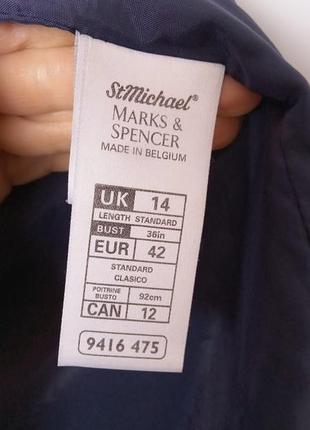 StMichael®
MARKS &
SPENCER
MADE IN BELGIUM
UK 14
LENGTH STANDARD
BUST 36in
EUR 42
STANDARD
CLASICO
POITRINE
BUSTO 92cm
CAN 12
9416 475